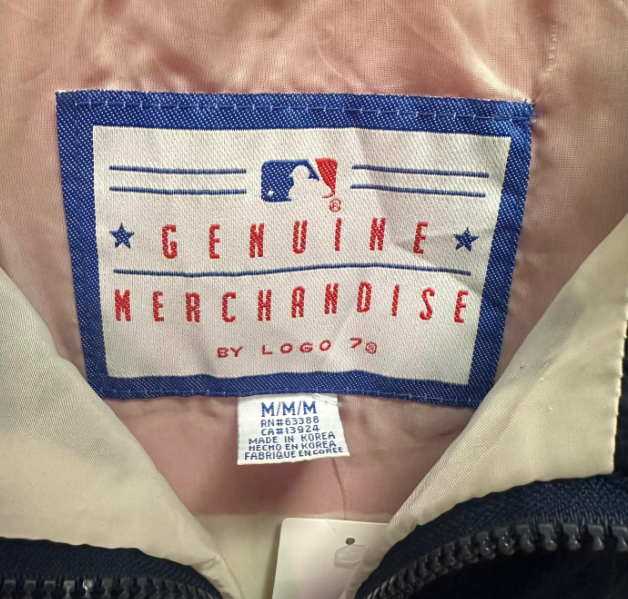 ®
GENUINE
MERCHANDISE
BY LOGO 7®
M/M/M
RN#63388
CA#13924
MADE IN KOREA
HECHO EN KOREA
FABRIQUE EN COREE